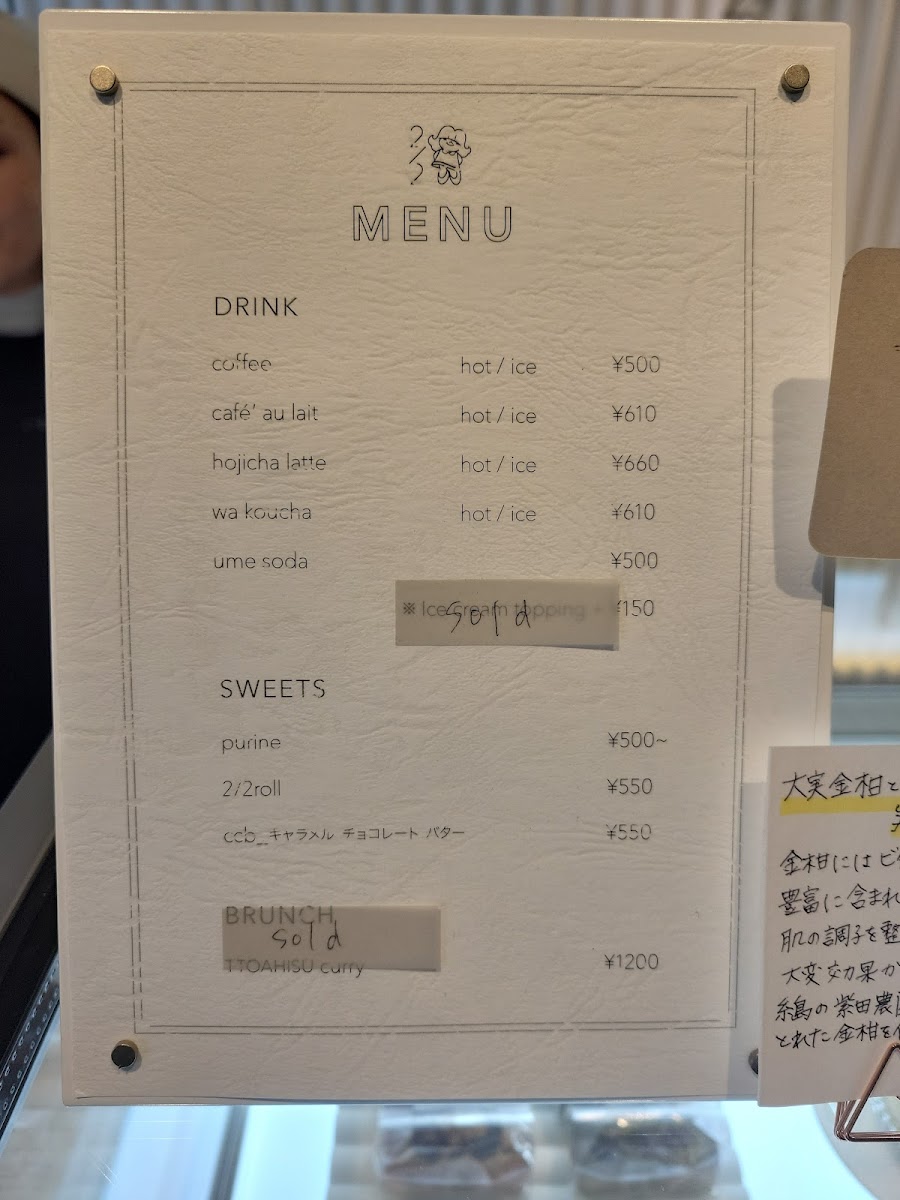 2/2
MENU
DRINK
coffee hot / ice ¥500
café' au lait hot / ice ¥610
hojicha latte hot / ice ¥660
wa koucha hot / ice ¥610
ume soda ¥500
※ Ice cream topping + ¥150
sold
SWEETS
purine ¥500~
2/2roll ¥550
ccb_キャラメル チョコレート バター ¥550
BRUNCH
sold
TTOAHISU curry ¥1200
大実金柑と
金柑にはビ
豊富に含まれ
肌の調子を整
大変効果か
糸島の紫田農
とれた金柑を